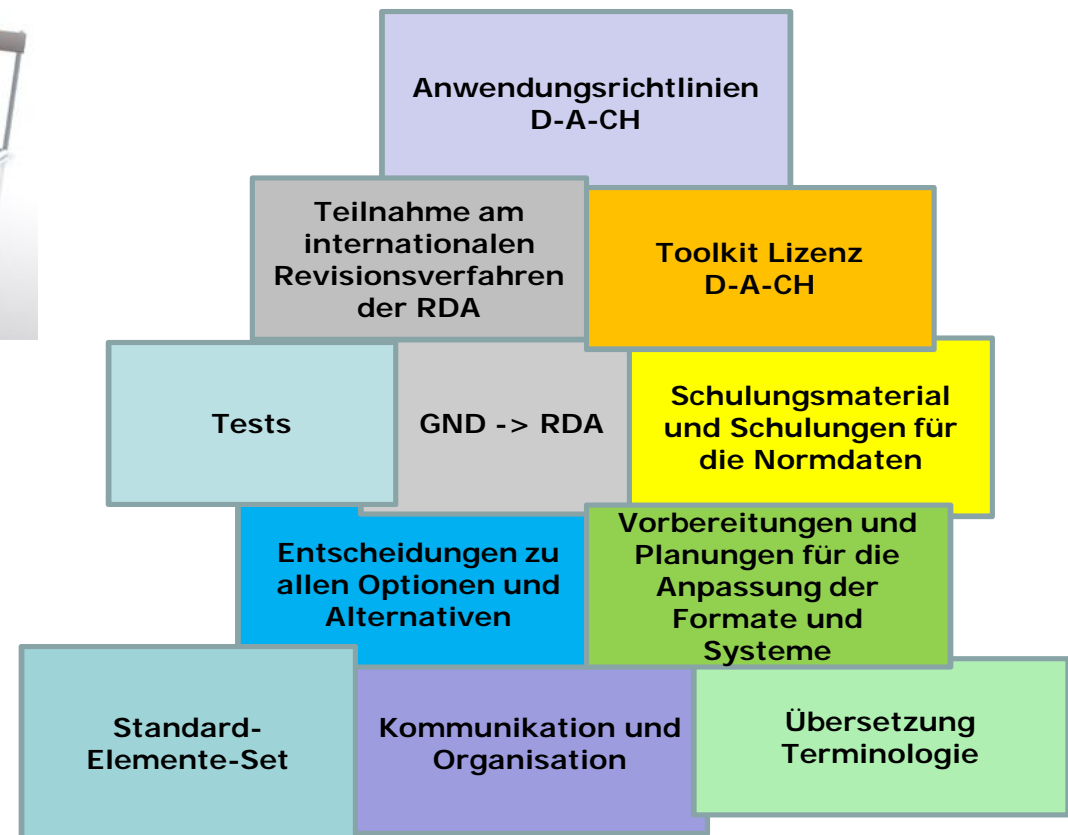 Anwendungsrichtlinien
D-A-CH
Teilnahme am
internationalen
Revisionsverfahren
der RDA
Toolkit Lizenz
D-A-CH
Tests
GND -> RDA
Schulungsmaterial
und Schulungen für
die Normdaten
Entscheidungen zu
allen Optionen und
Alternativen
Vorbereitungen und
Planungen für die
Anpassung der
Formate und
Systeme
Standard-
Elemente-Set
Kommunikation und
Organisation
Übersetzung
Terminologie